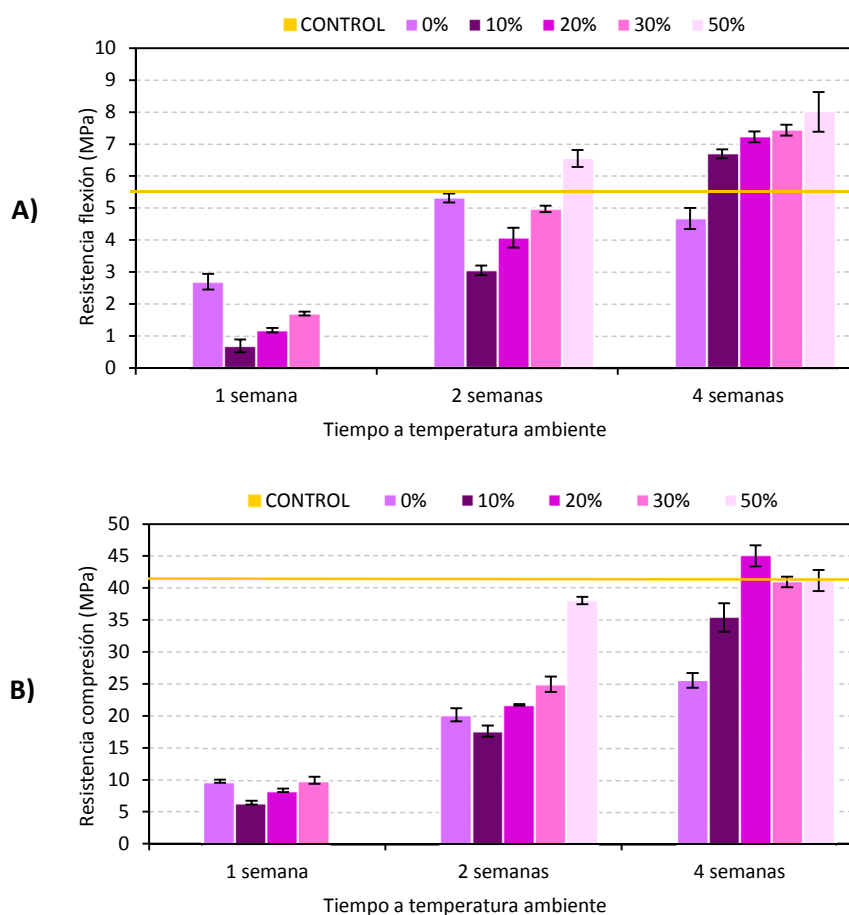 CONTROL 0% 10% 20% 30% 50%
A)
Resistencia flexión (MPa)
10
9
8
7
6
5
4
3
2
1
0
1 semana 2 semanas 4 semanas
Tiempo a temperatura ambiente
CONTROL 0% 10% 20% 30% 50%
B)
Resistencia compresión (MPa)
50
45
40
35
30
25
20
15
10
5
0
1 semana 2 semanas 4 semanas
Tiempo a temperatura ambiente